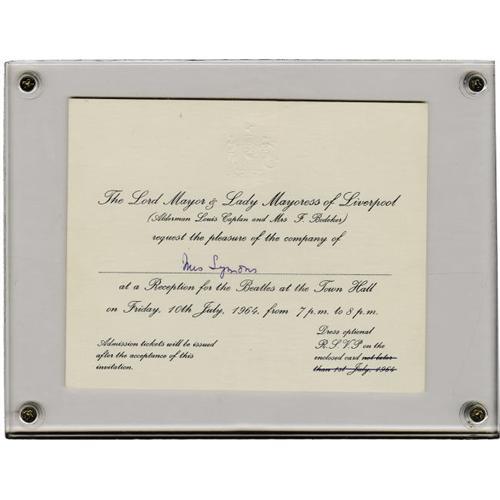 The Lord Mayor & Lady Mayoress of Liverpool
(Alderman Louis Caplan and Mrs. F. Bodeker)
request the pleasure of the company of
Mrs Symons
at a Reception for the Beatles at the Town Hall
on Friday, 10th July, 1964, from 7 p.m. to 8 p.m.
Admission tickets will be issued
after the acceptance of this
invitation.
Dress optional
R.S.V.P on the
enclosed card not later
than 1st July, 1964